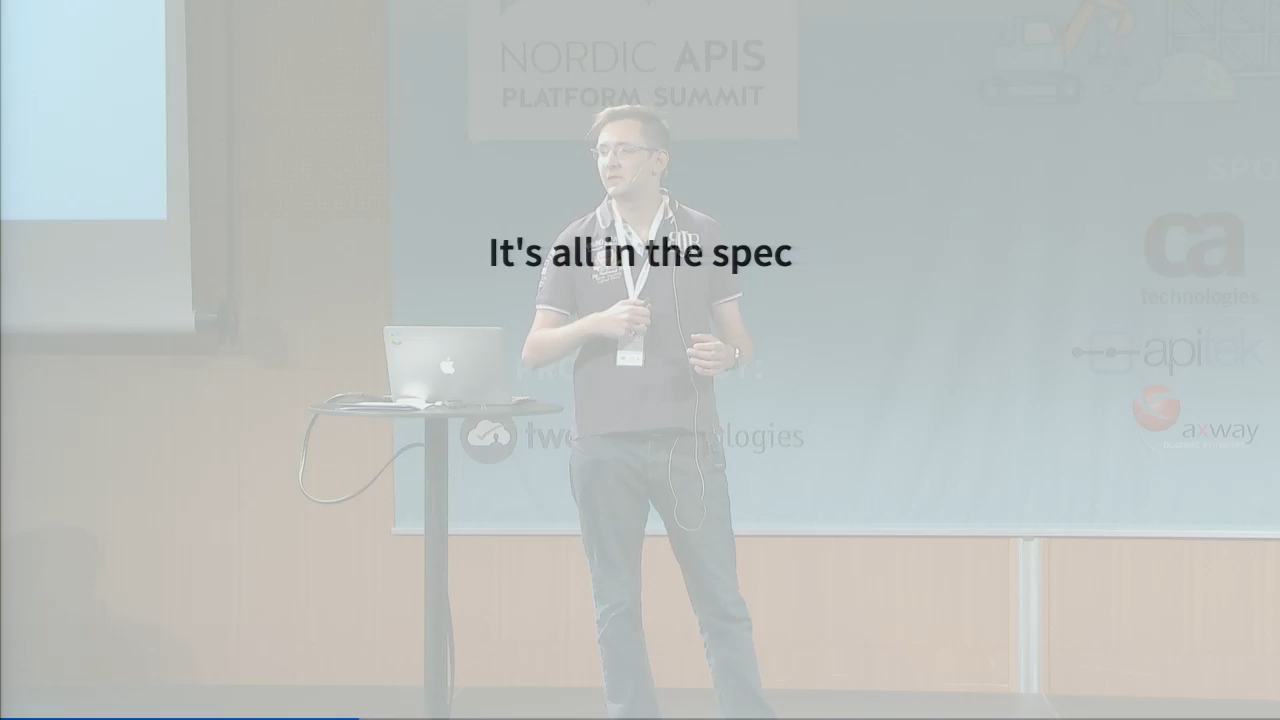 NORDIC APIS
PLATFORM SUMMIT
It's all in the spec
ca
technologies
apitek
axway